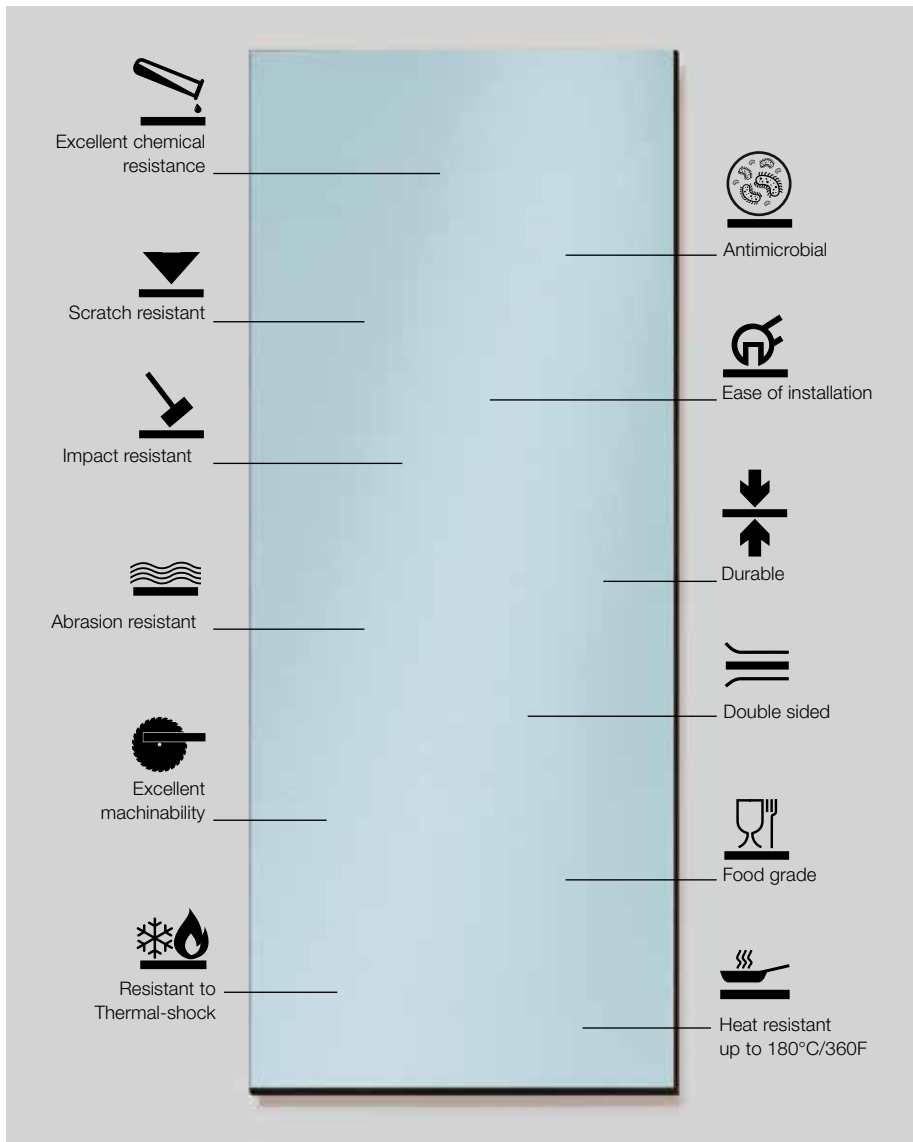 Excellent chemical
resistance
Scratch resistant
Impact resistant
Abrasion resistant
Excellent
machinability
Resistant to
Thermal-shock
Antimicrobial
Ease of installation
Durable
Double sided
Food grade
Heat resistant
up to 180°C/360F